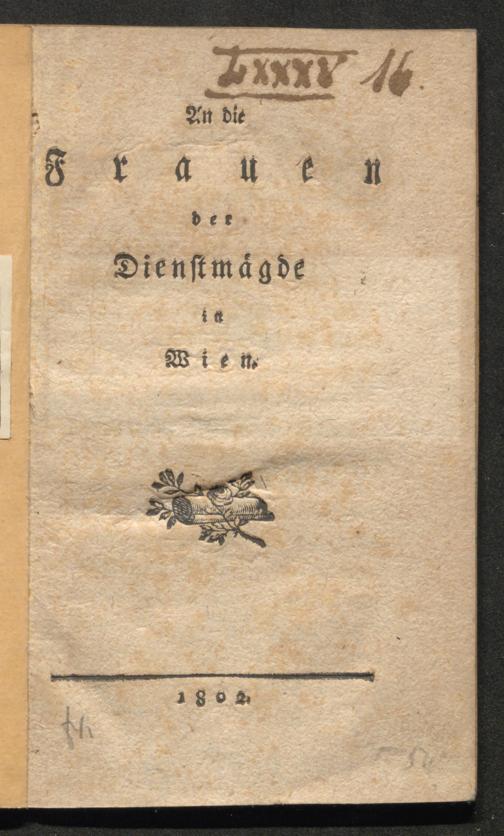 LXXXV 16.
An die
Frauen
der
Dienstmägde
in
Wien.
1802.